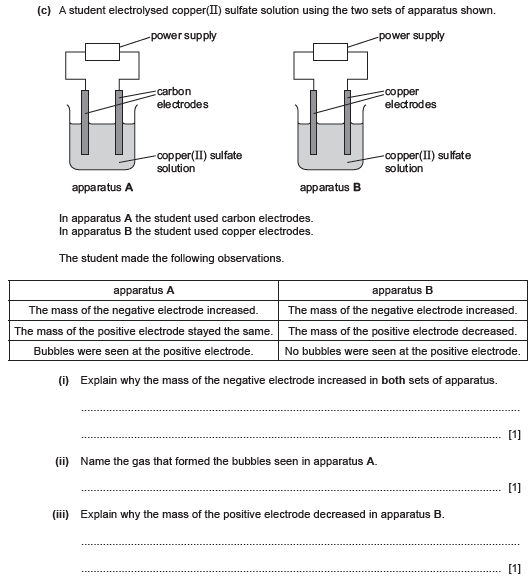 (c) A student electrolysed copper(II) sulfate solution using the two sets of apparatus shown.
power supply
power supply
carbon
electrodes
copper
electrodes
copper(II) sulfate
solution
copper(II) sulfate
solution
apparatus A
apparatus B
In apparatus A the student used carbon electrodes.
In apparatus B the student used copper electrodes.
The student made the following observations.
apparatus A apparatus B
The mass of the negative electrode increased. The mass of the negative electrode increased.
The mass of the positive electrode stayed the same. The mass of the positive electrode decreased.
Bubbles were seen at the positive electrode. No bubbles were seen at the positive electrode.
(i) Explain why the mass of the negative electrode increased in both sets of apparatus.
[1]
(ii) Name the gas that formed the bubbles seen in apparatus A.
[1]
(iii) Explain why the mass of the positive electrode decreased in apparatus B.
[1]